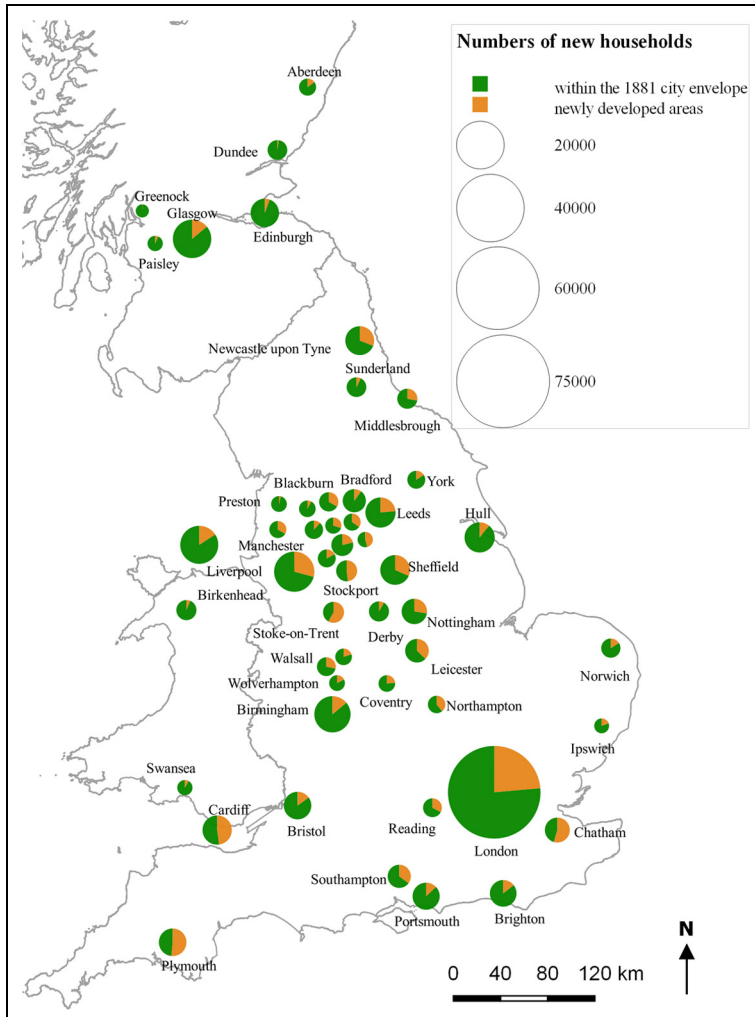 Numbers of new households
within the 1881 city envelope
newly developed areas
20000
40000
60000
75000
Aberdeen
Dundee
Greenock
Glasgow
Edinburgh
Paisley
Newcastle upon Tyne
Sunderland
Middlesbrough
York
Blackburn
Bradford
Preston
Leeds
Hull
Manchester
Liverpool
Sheffield
Birkenhead
Stockport
Stoke-on-Trent
Derby
Nottingham
Walsall
Leicester
Wolverhampton
Coventry
Northampton
Birmingham
Norwich
Ipswich
Swansea
Cardiff
Bristol
Reading
London
Chatham
Southampton
Portsmouth
Brighton
Plymouth
N
0 40 80 120 km